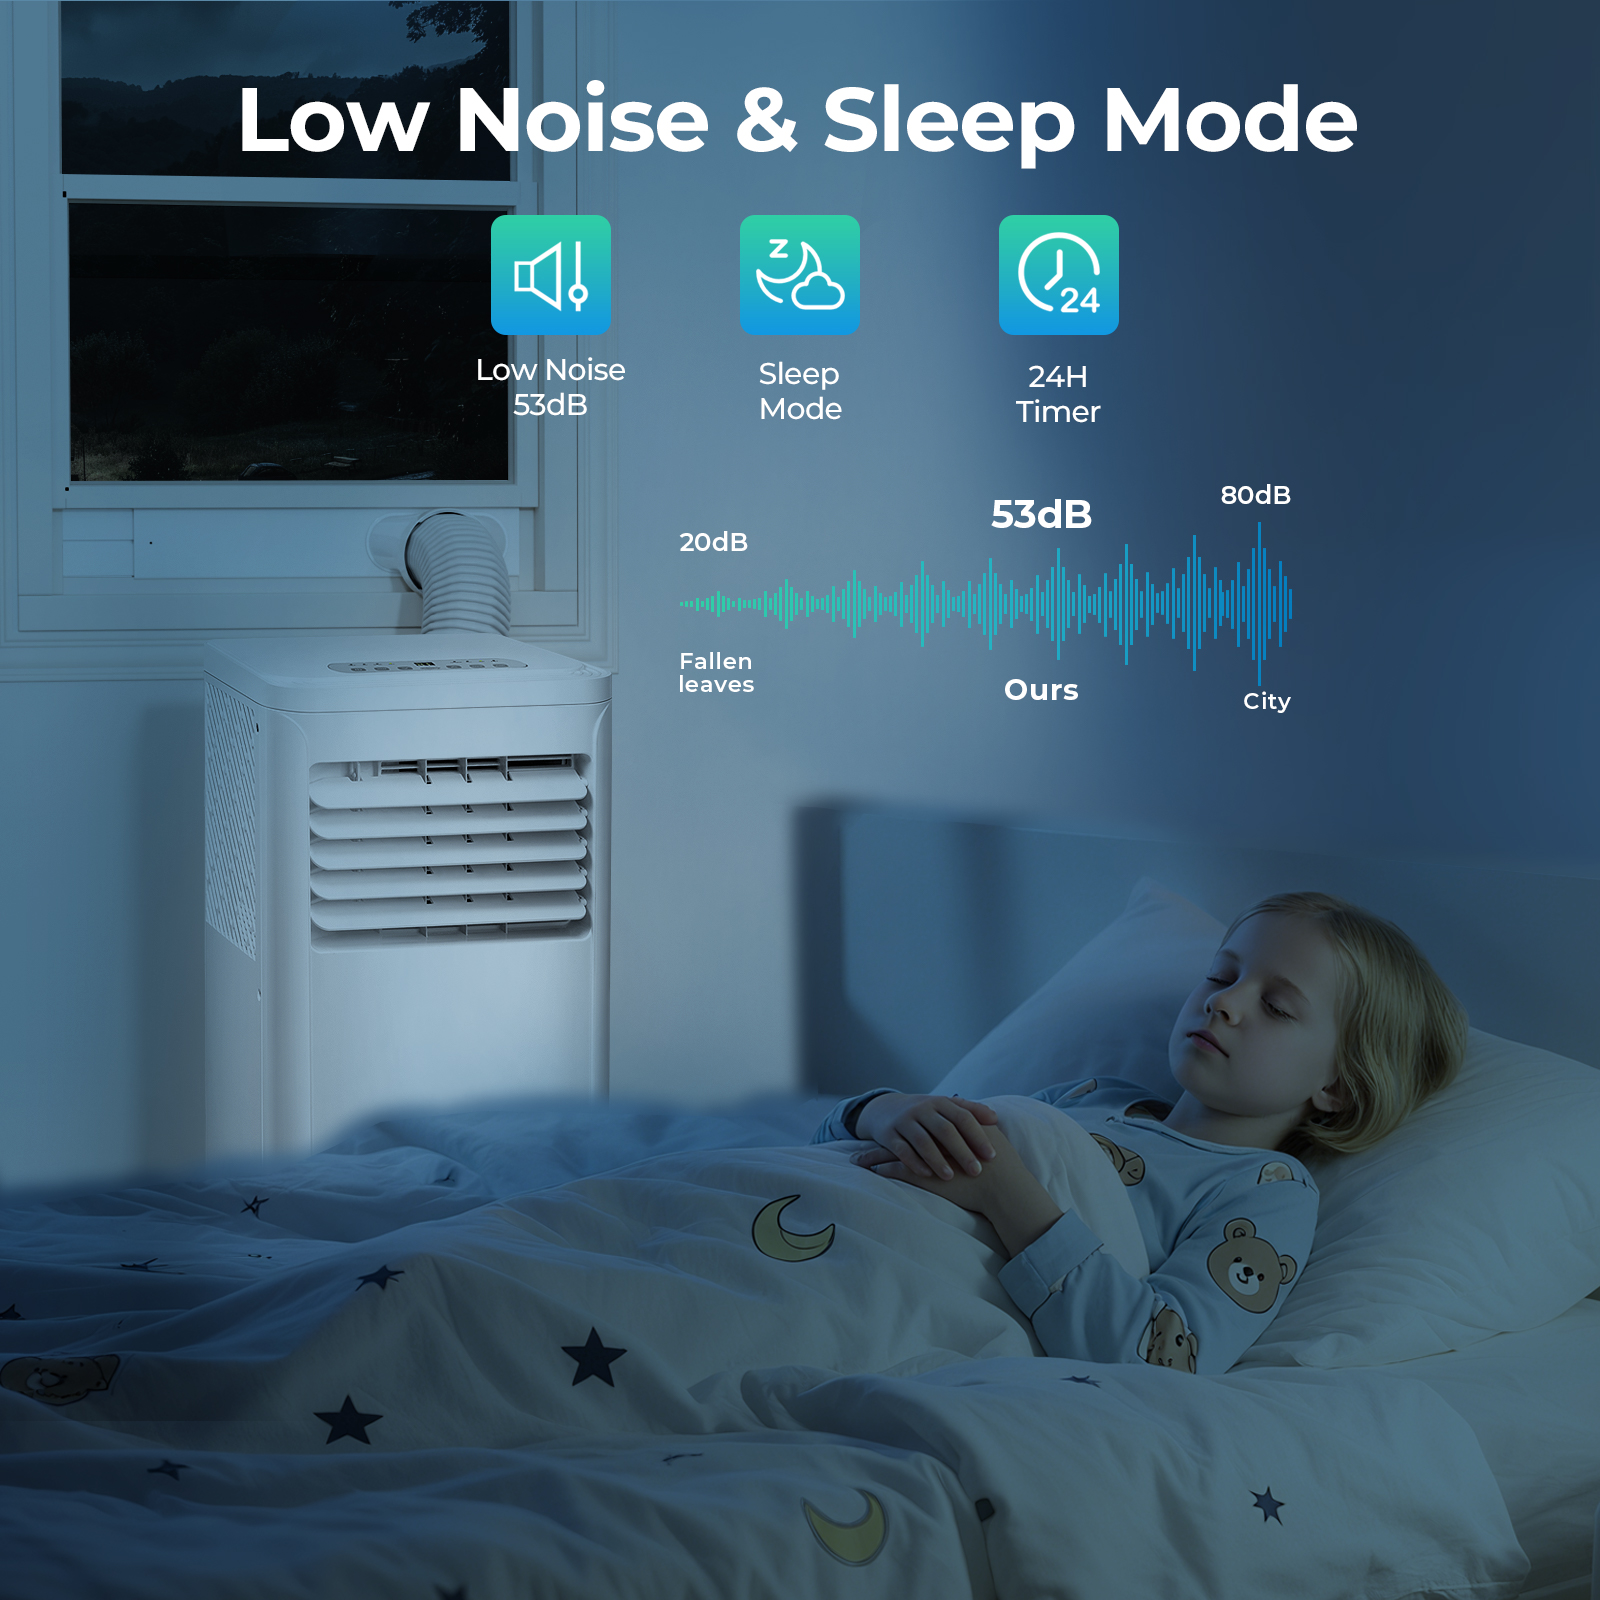 Low Noise & Sleep Mode
Z
24
Low Noise
53dB
Sleep
Mode
24H
Timer
20dB
53dB
80dB
Fallen
leaves
Ours
City